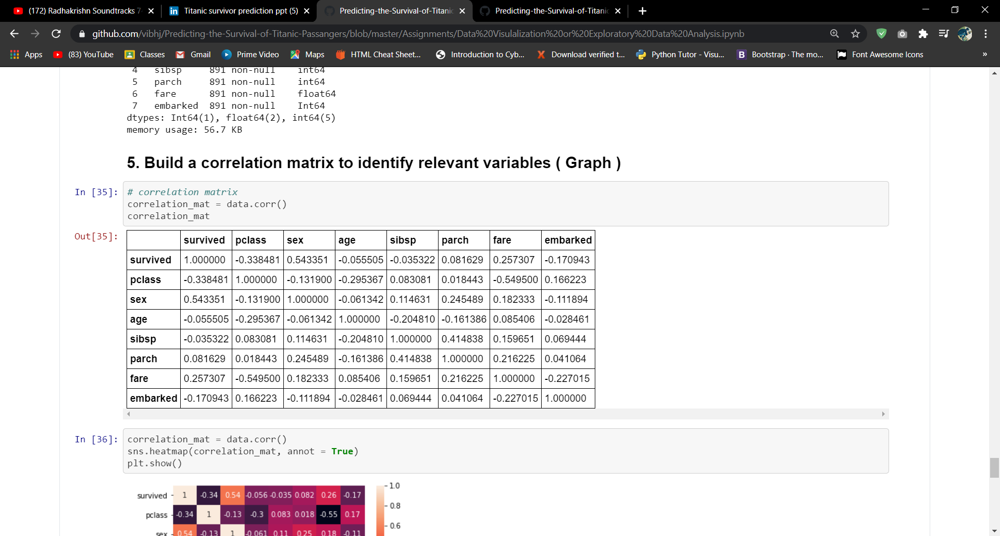 (172) Radhakrishn Soundtracks 7
Titanic survivor prediction ppt (5)
Predicting-the-Survival-of-Titanic
Predicting-the-Survival-of-Titanic
github.com/vibhj/Predicting-the-Survival-of-Titanic-Passangers/blob/master/Assignments/Data%20Visulalization%20or%20Exploratory%20Data%20Analysis.ipynb
Apps (83) YouTube Classes Gmail Prime Video Maps HTML Cheat Sheet... Introduction to Cyb... Download verified t... Python Tutor - Visu... Bootstrap · The mo... Font Awesome Icons »
4 sibsp 891 non-null int64
5 parch 891 non-null int64
6 fare 891 non-null float64
7 embarked 891 non-null Int64
dtypes: Int64(1), float64(2), int64(5)
memory usage: 56.7 KB
5. Build a correlation matrix to identify relevant variables ( Graph )
In [35]: # correlation matrix
correlation_mat = data.corr()
correlation_mat
Out[35]:
survived pclass sex age sibsp parch fare embarked
survived 1.000000 -0.338481 0.543351 -0.055505 -0.035322 0.081629 0.257307 -0.170943
pclass -0.338481 1.000000 -0.131900 -0.295367 0.083081 0.018443 -0.549500 0.166223
sex 0.543351 -0.131900 1.000000 -0.061342 0.114631 0.245489 0.182333 -0.111894
age -0.055505 -0.295367 -0.061342 1.000000 -0.204810 -0.161386 0.085406 -0.028461
sibsp -0.035322 0.083081 0.114631 -0.204810 1.000000 0.414838 0.159651 0.069444
parch 0.081629 0.018443 0.245489 -0.161386 0.414838 1.000000 0.216225 0.041064
fare 0.257307 -0.549500 0.182333 0.085406 0.159651 0.216225 1.000000 -0.227015
embarked -0.170943 0.166223 -0.111894 -0.028461 0.069444 0.041064 -0.227015 1.000000
In [36]: correlation_mat = data.corr()
sns.heatmap(correlation_mat, annot = True)
plt.show()
survived 1 -0.34 0.54 -0.056 -0.035 0.082 0.26 -0.17
pclass -0.34 1 -0.13 -0.3 0.083 0.018 -0.55 0.17
sex 0.54 -0.13 1 -0.061 0.11 0.25 0.18 -0.11
1.0
0.8
0.6